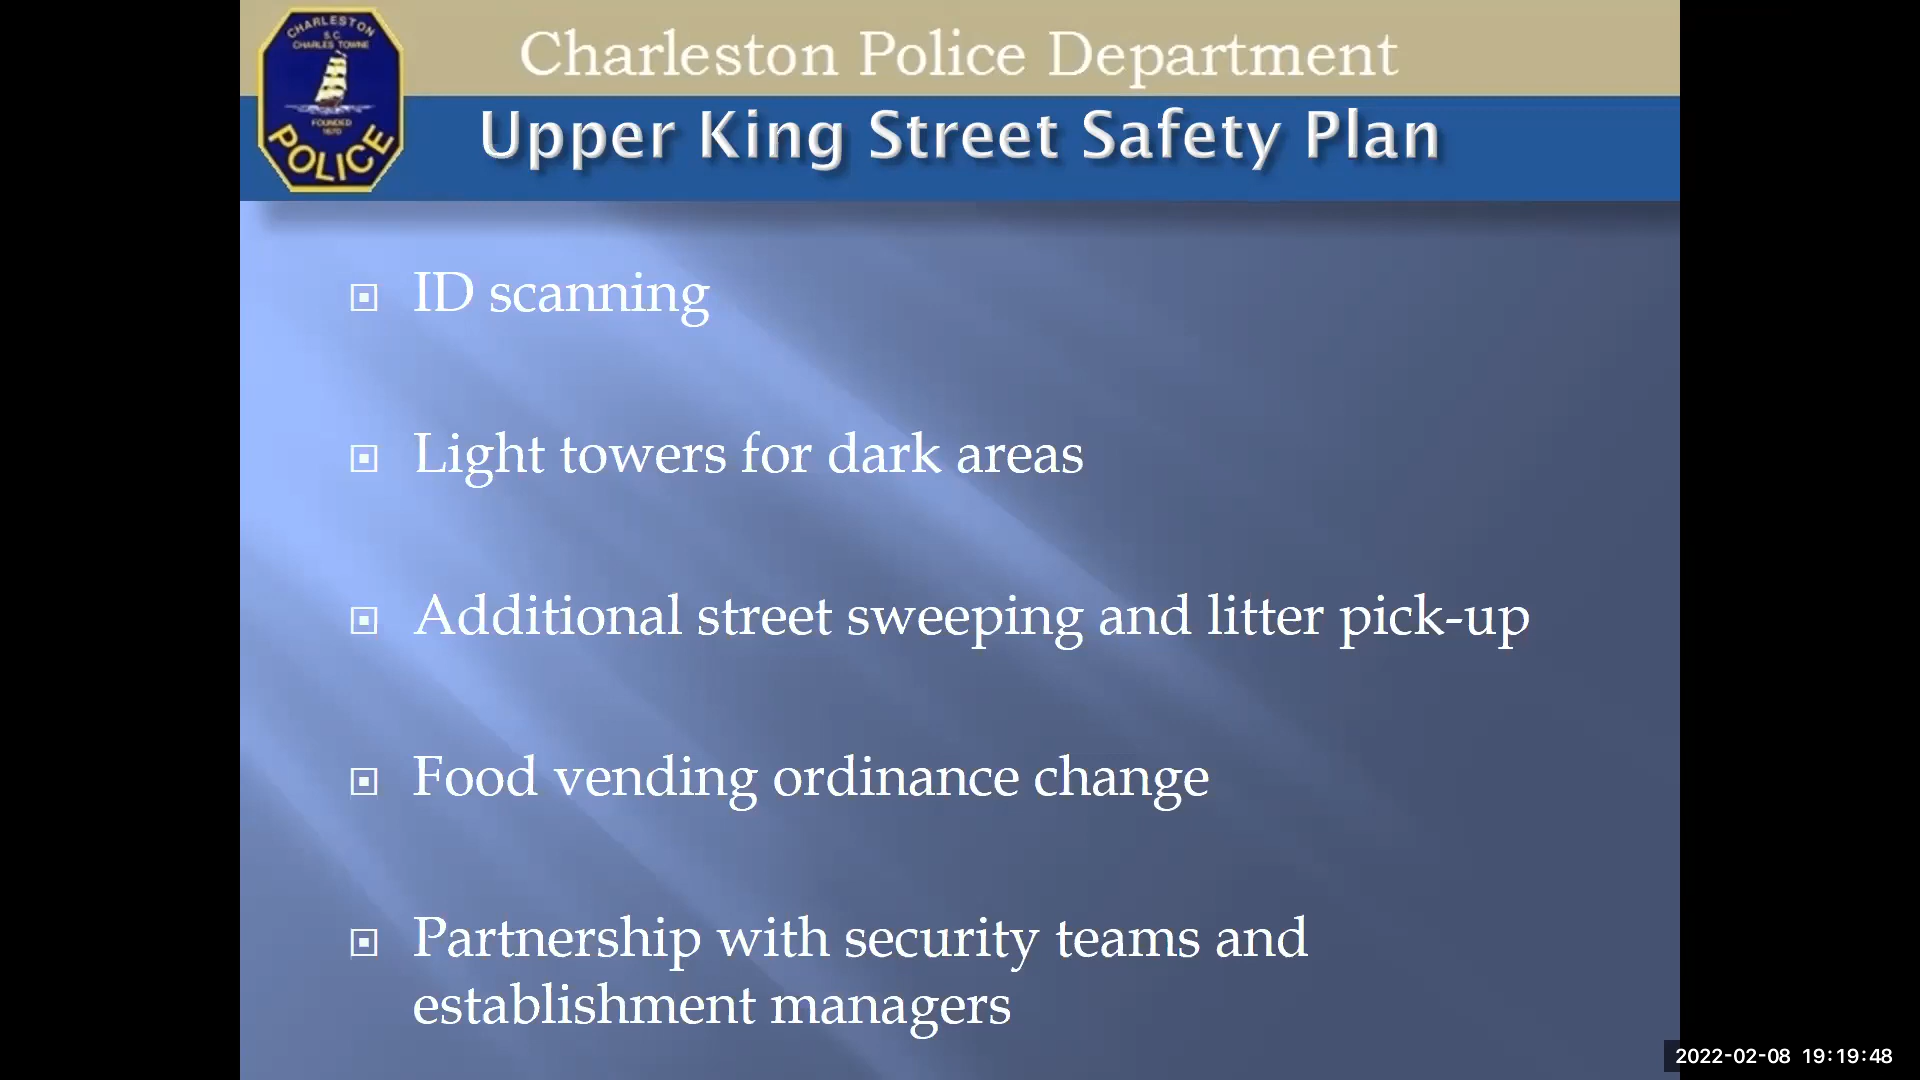 CHARLESTON
S.C.
CHARLES TOWNE
FOUNDED
1670
POLICE
Charleston Police Department
Upper King Street Safety Plan
ID scanning
Light towers for dark areas
Additional street sweeping and litter pick-up
Food vending ordinance change
Partnership with security teams and
establishment managers
2022-02-08 19:19:48